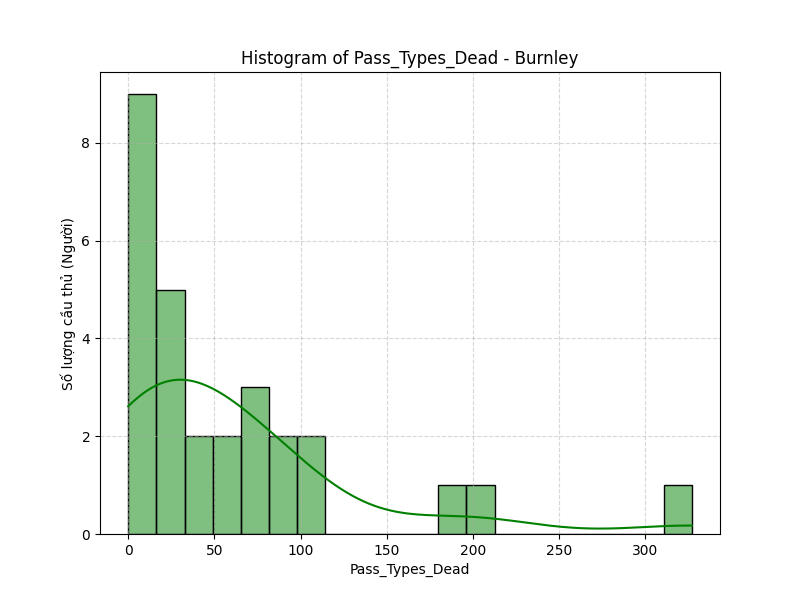 Histogram of Pass_Types_Dead - Burnley
Số lượng cầu thủ (Người)
8
6
4
2
0
0 50 100 150 200 250 300
Pass_Types_Dead